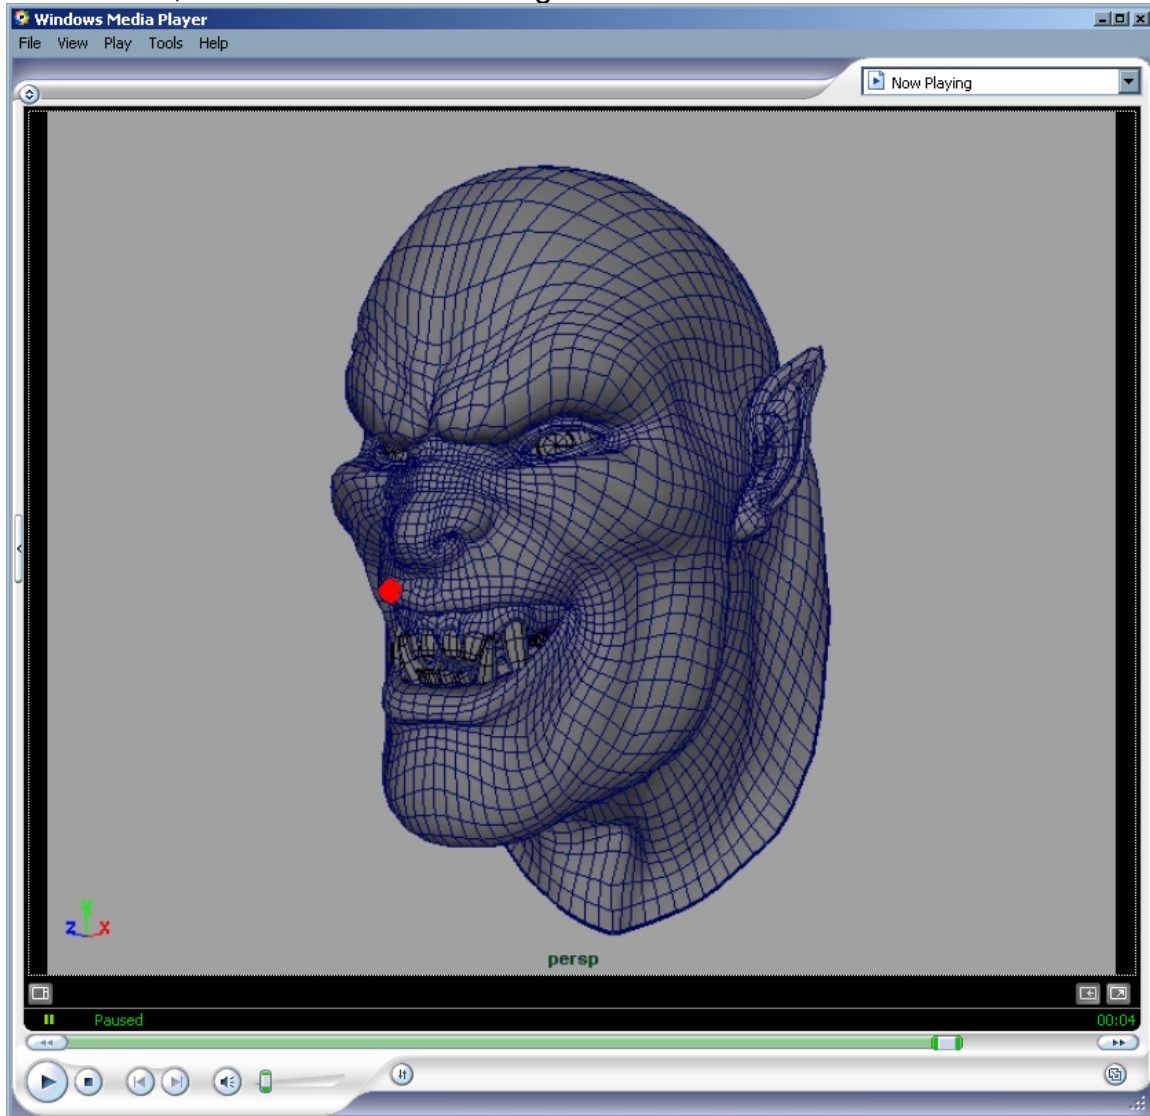 Windows Media Player
File View Play Tools Help
Now Playing
y
z x
persp
Paused
00:04